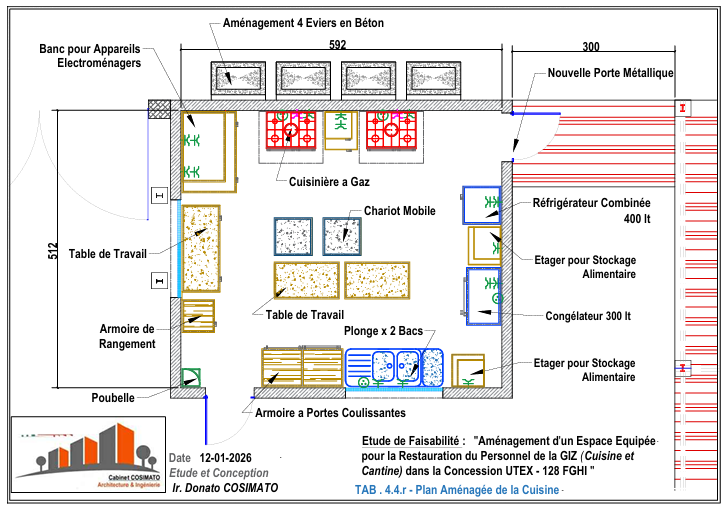 Aménagement 4 Eviers en Béton
592
300
Banc pour Appareils
Electroménagers
Nouvelle Porte Métallique
Cuisinière a Gaz
Réfrigérateur Combinée
400 lt
Chariot Mobile
512
Table de Travail
Etager pour Stockage
Alimentaire
Table de Travail
Congélateur 300 lt
Armoire de
Rangement
Plonge x 2 Bacs
Etager pour Stockage
Alimentaire
Poubelle
Armoire a Portes Coulissantes
Cabinet COSIMATO
Architecture & Ingénierie
Date 12-01-2026
Etude et Conception
Ir. Donato COSIMATO
Etude de Faisabilité : "Aménagement d'un Espace Equipée
pour la Restauration du Personnel de la GIZ (Cuisine et
Cantine) dans la Concession UTEX - 128 FGHI "
TAB . 4.4.r - Plan Aménagée de la Cuisine